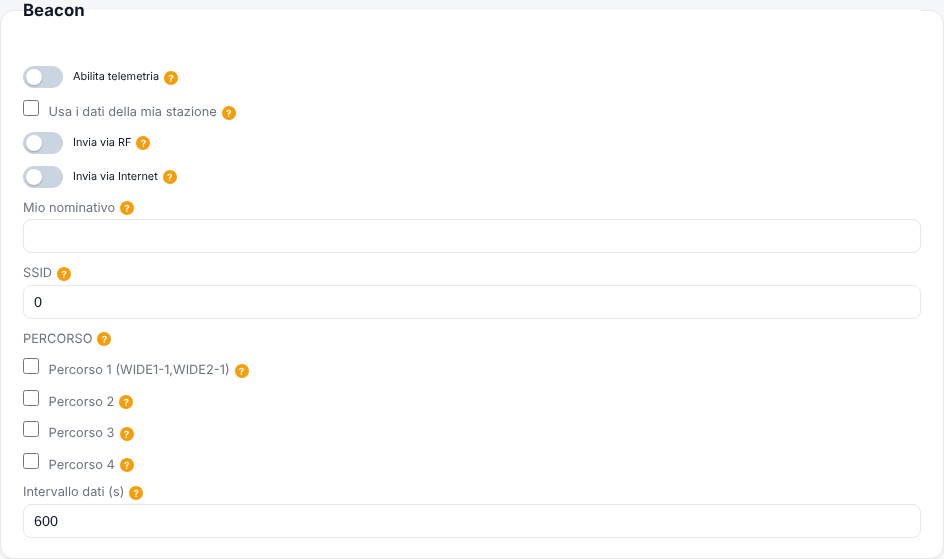 Beacon
Abilita telemetria ?
Usa i dati della mia stazione ?
Invia via RF ?
Invia via Internet ?
Mio nominativo ?
SSID ?
0
PERCORSO ?
Percorso 1 (WIDE1-1,WIDE2-1) ?
Percorso 2 ?
Percorso 3 ?
Percorso 4 ?
Intervallo dati (s) ?
600